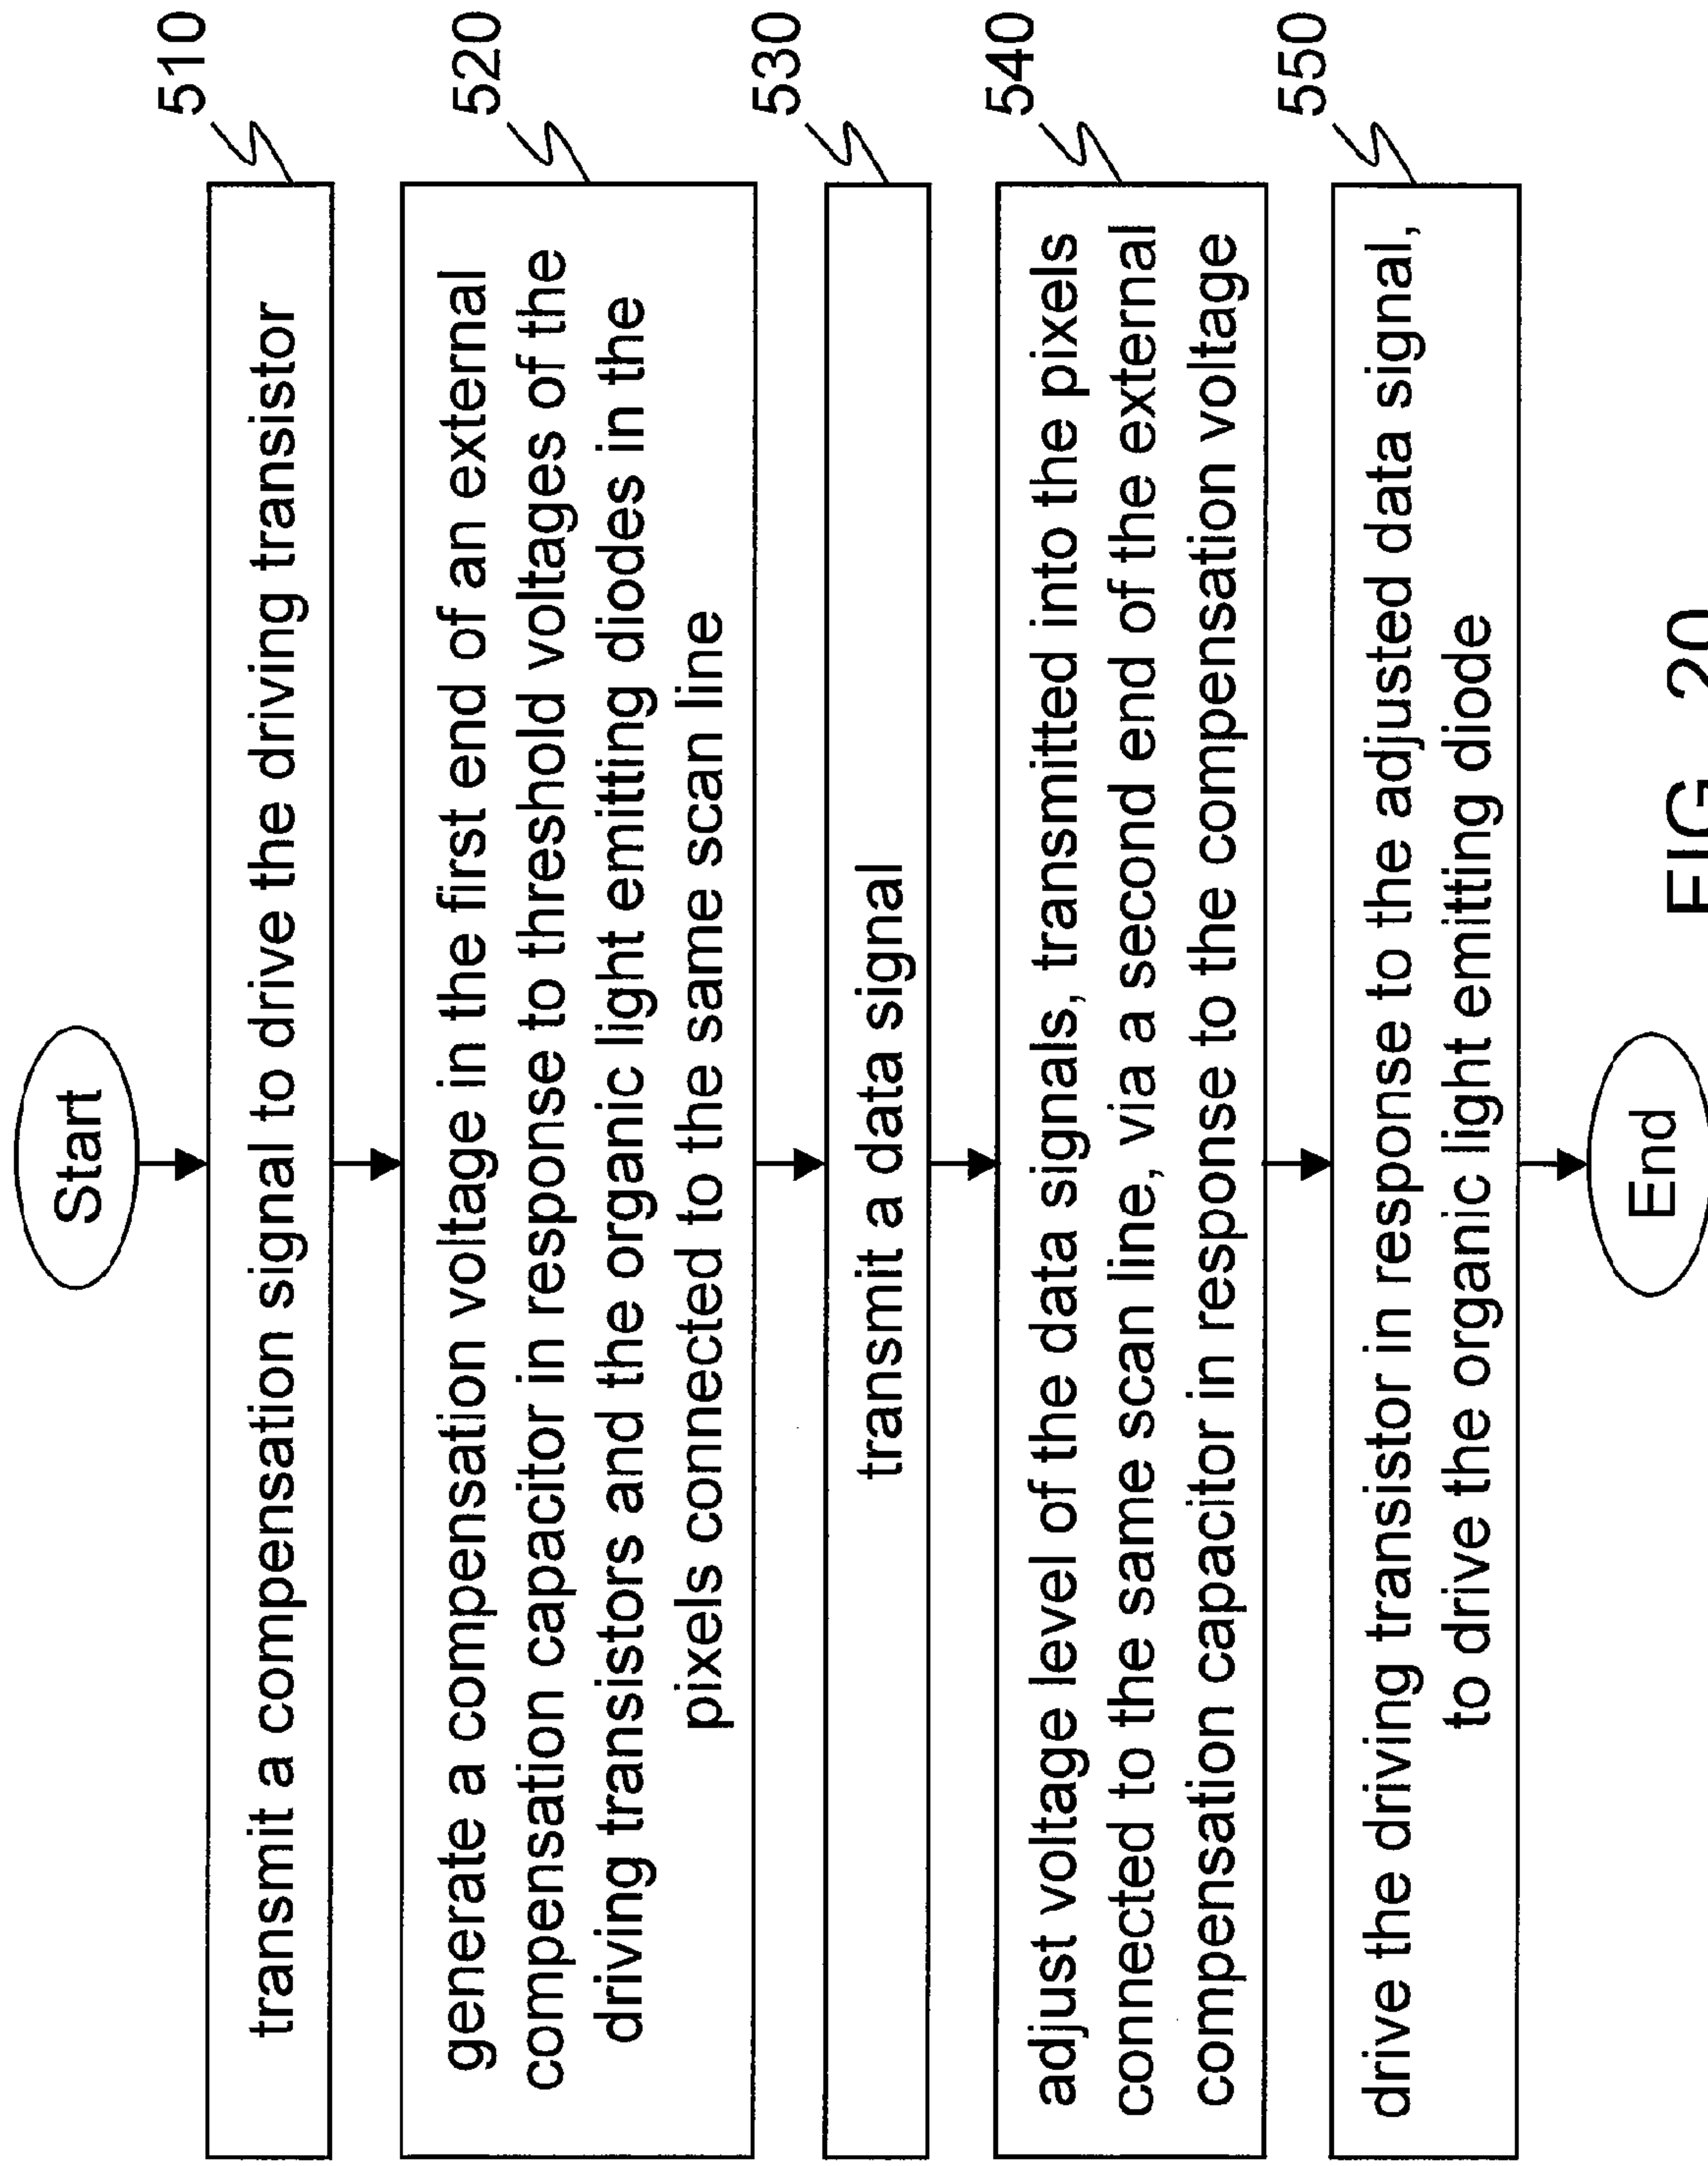 Start
510
transmit a compensation signal to drive the driving transistor
520
generate a compensation voltage in the first end of an external
compensation capacitor in response to threshold voltages of the
driving transistors and the organic light emitting diodes in the
pixels connected to the same scan line
530
transmit a data signal
540
adjust voltage level of the data signals, transmitted into the pixels
connected to the same scan line, via a second end of the external
compensation capacitor in response to the compensation voltage
550
drive the driving transistor in response to the adjusted data signal,
to drive the organic light emitting diode
End
FIG. 20